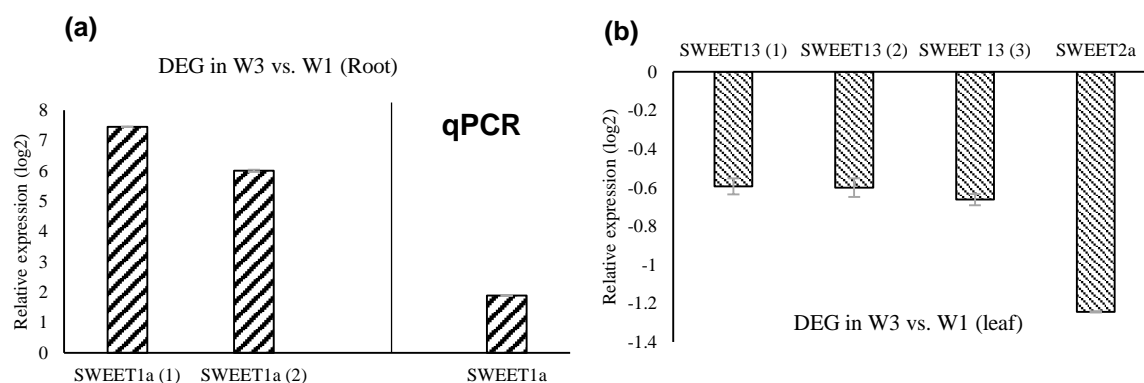 (a)
DEG in W3 vs. W1 (Root)
qPCR
Relative expression (log2)
8
7
6
5
4
3
2
1
0
SWEET1a (1) SWEET1a (2) SWEET1a
(b)
SWEET13 (1) SWEET13 (2) SWEET 13 (3) SWEET2a
Relative expression (log2)
0
-0.2
-0.4
-0.6
-0.8
-1
-1.2
-1.4
DEG in W3 vs. W1 (leaf)